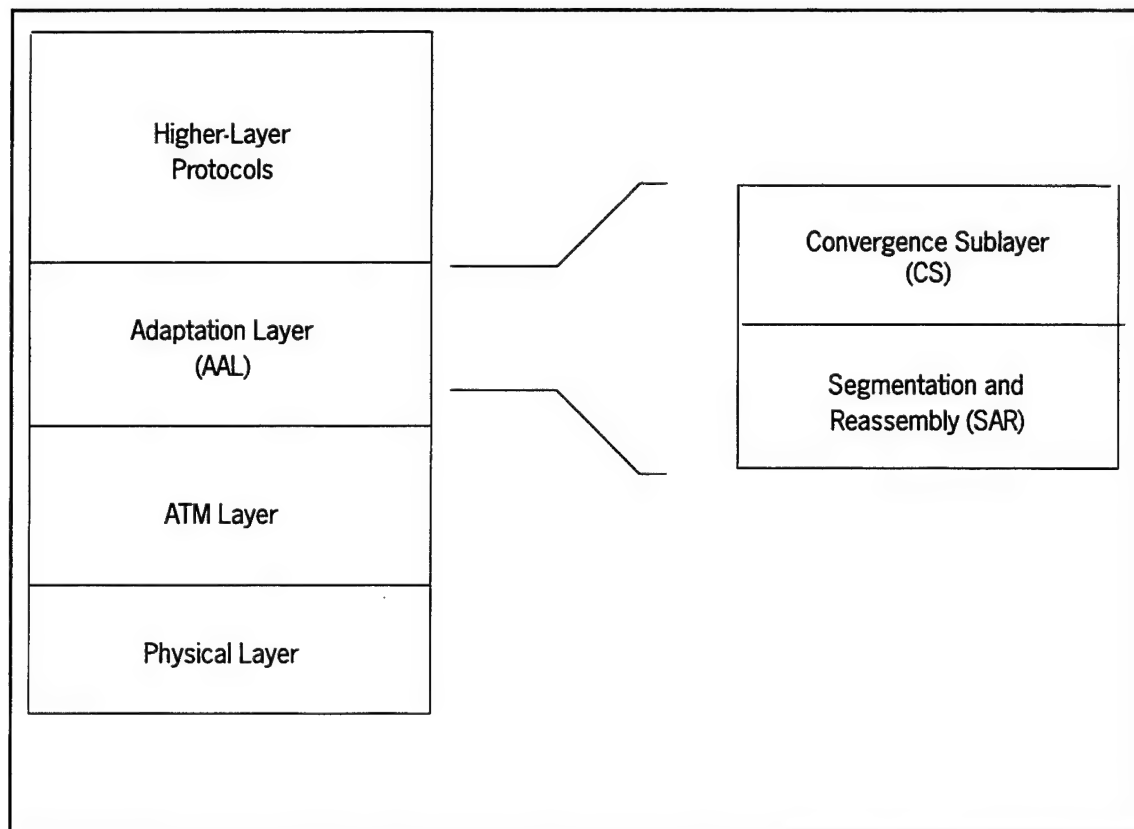 Higher-Layer
Protocols
Adaptation Layer
(AAL)
ATM Layer
Physical Layer
Convergence Sublayer
(CS)
Segmentation and
Reassembly (SAR)